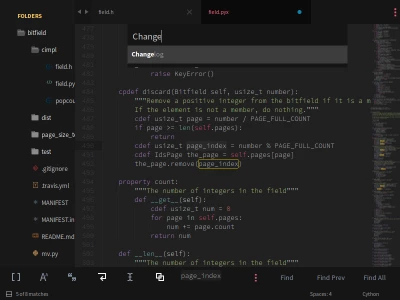 FOLDERS
bitfield
cimpl
field.h
field.py
popcou
dist
page_size_t
test
.gitignore
.travis.yml
MANIFEST
MANIFEST.in
README.md
mv.py
field.h
field.pyx
Change
Changelog
raise KeyError()
cpdef discard(Bitfield self, usize_t number):
"""Remove a positive integer from the bitfield if it is a m
If the element is not a member, do nothing."""
cdef usize_t page = number / PAGE_FULL_COUNT
if page >= len(self.pages):
return
cdef usize_t page_index = number % PAGE_FULL_COUNT
cdef IdsPage the_page = self.pages[page]
the_page.remove(page_index)
property count:
"""The number of integers in the field"""
def __get__(self):
cdef usize_t num = 0
for page in self.pages:
num += page.count
return num
def __len__(self):
"""The number of integers in the field"""
page_index
Find
Find Prev
Find All
5 of 8 matches
Spaces: 4
Cython